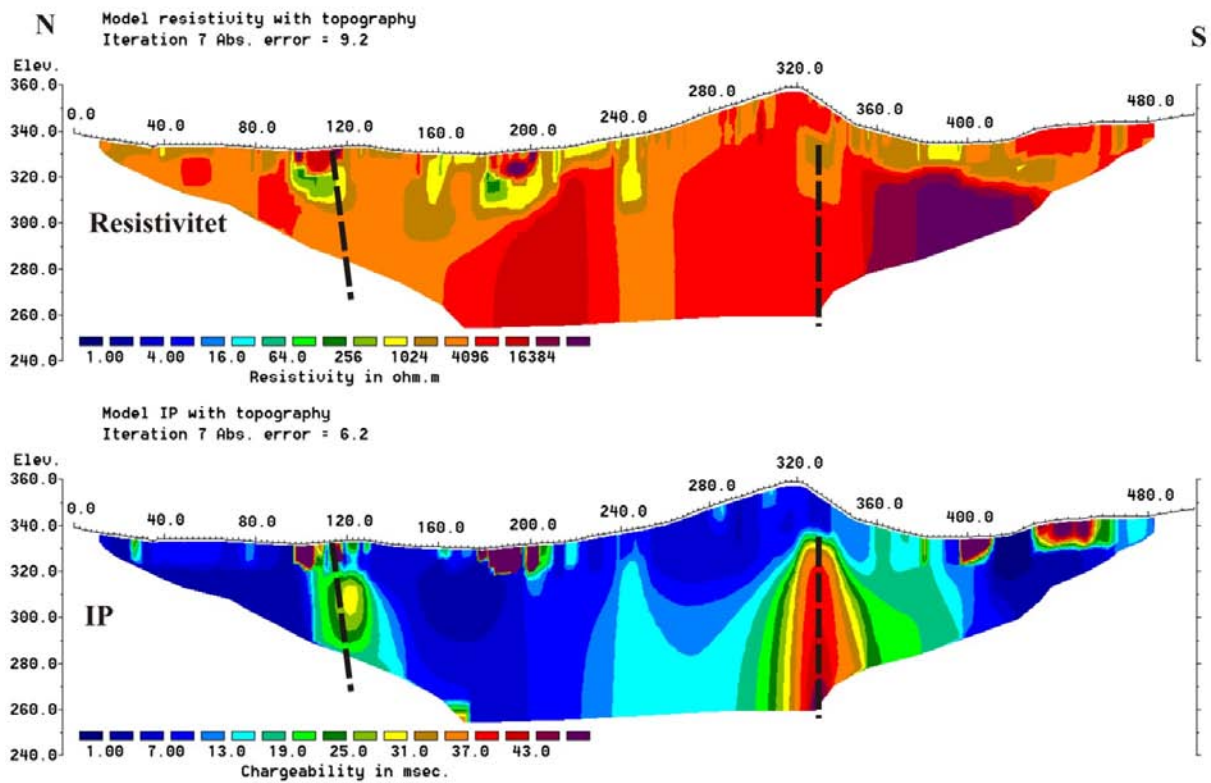 N
Model resistivity with topography
Iteration 7 Abs. error = 9.2
S
Elev.
360.0
340.0
320.0
300.0
280.0
260.0
240.0
0.0 40.0 80.0 120.0 160.0 200.0 240.0 280.0 320.0 360.0 400.0 480.0
Resistivitet
1.00 4.00 16.0 64.0 256 1024 4096 16384
Resistivity in ohm.m
Model IP with topography
Iteration 7 Abs. error = 6.2
Elev.
360.0
340.0
320.0
300.0
280.0
260.0
240.0
0.0 40.0 80.0 120.0 160.0 200.0 240.0 280.0 320.0 360.0 400.0 480.0
IP
1.00 7.00 13.0 19.0 25.0 31.0 37.0 43.0
Chargeability in msec.